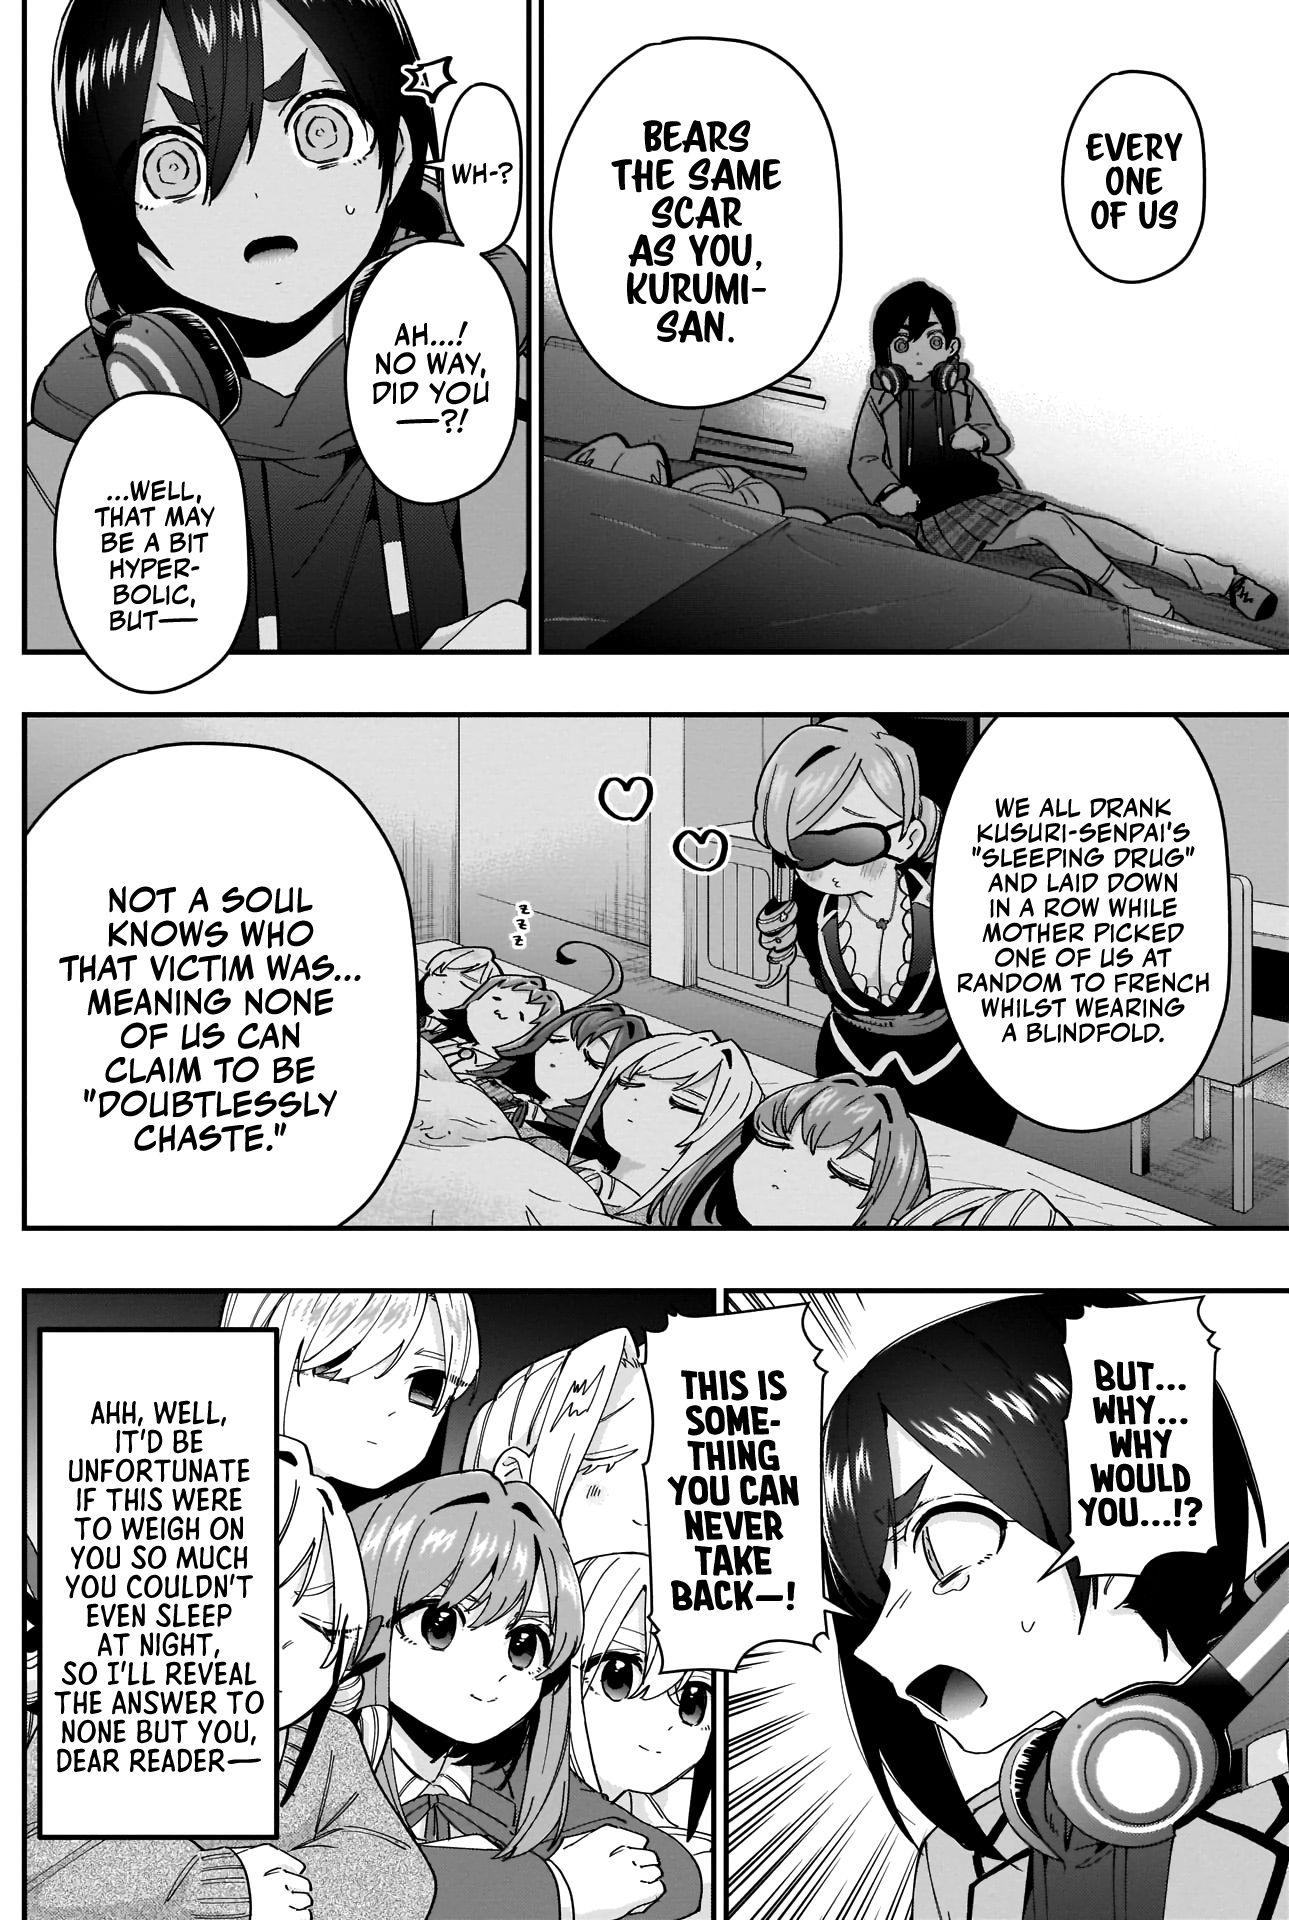 EVERY
ONE
OF US
BEARS
THE SAME
SCAR
AS YOU,
KURUMI-
SAN.
WH-?
AH...!
NO WAY,
DID YOU
—?!
...WELL,
THAT MAY
BE A BIT
HYPER-
BOLIC,
BUT—
WE ALL DRANK
KUSURI-SENPAI'S
"SLEEPING DRUG"
AND LAID DOWN
IN A ROW WHILE
MOTHER PICKED
ONE OF US AT
RANDOM TO FRENCH
WHILST WEARING
A BLINDFOLD.
Z
Z
Z
NOT A SOUL
KNOWS WHO
THAT VICTIM WAS...
MEANING NONE
OF US CAN
CLAIM TO BE
"DOUBTLESSLY
CHASTE."
BUT...
WHY...
WHY
WOULD
YOU...!?
THIS IS
SOME-
THING
YOU CAN
NEVER
TAKE
BACK—!
AHH, WELL,
IT'D BE
UNFORTUNATE
IF THIS WERE
TO WEIGH ON
YOU SO MUCH
YOU COULDN'T
EVEN SLEEP
AT NIGHT,
SO I'LL REVEAL
THE ANSWER TO
NONE BUT YOU,
DEAR READER—